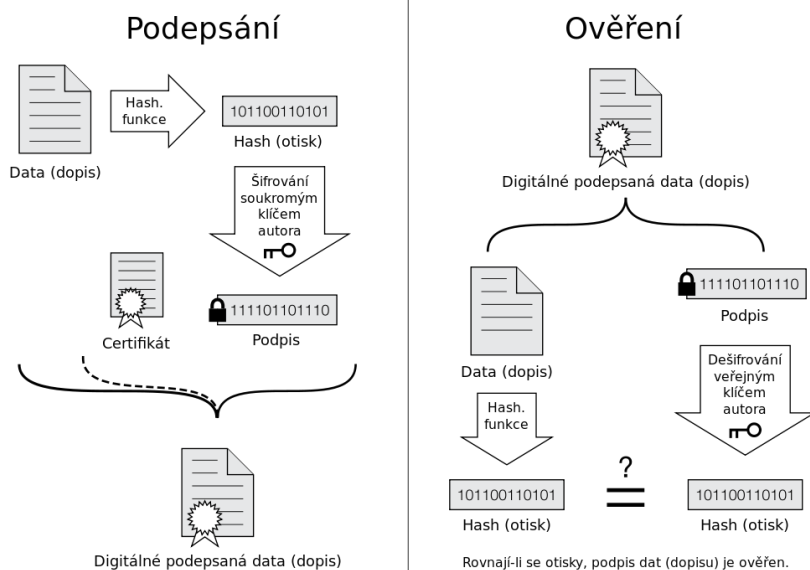 Podepsání
Hash.
funkce
101100110101
Hash (otisk)
Data (dopis)
Šifrování
soukromým
klíčem
autora
111101101110
Podpis
Certifikát
Digitálné podepsaná data (dopis)
Ověření
Digitálné podepsaná data (dopis)
111101101110
Podpis
Data (dopis)
Hash.
funkce
Dešifrování
veřejným
klíčem
autora
?
=
101100110101
Hash (otisk)
101100110101
Hash (otisk)
Rovnají-li se otisky, podpis dat (dopisu) je ověřen.